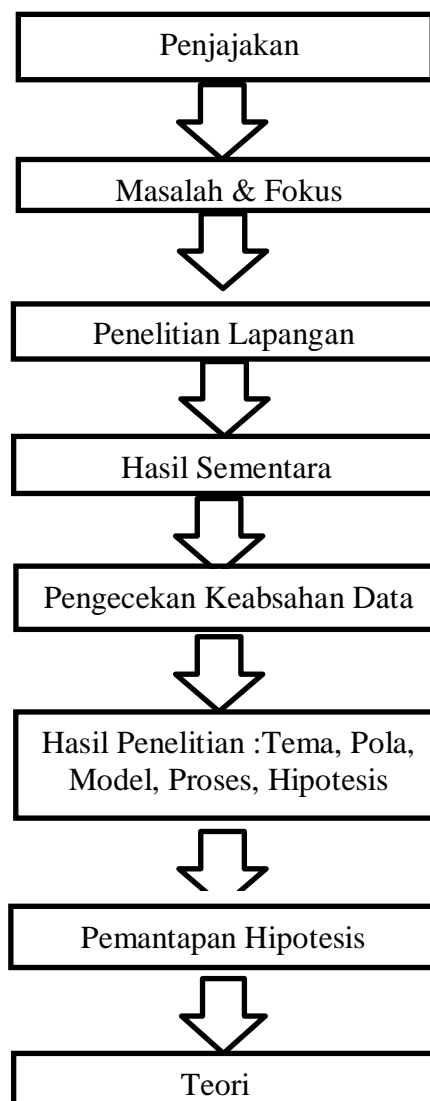 Penjajakan
Masalah & Fokus
Penelitian Lapangan
Hasil Sementara
Pengecekan Keabsahan Data
Hasil Penelitian :Tema, Pola,
Model, Proses, Hipotesis
Pemantapan Hipotesis
Teori